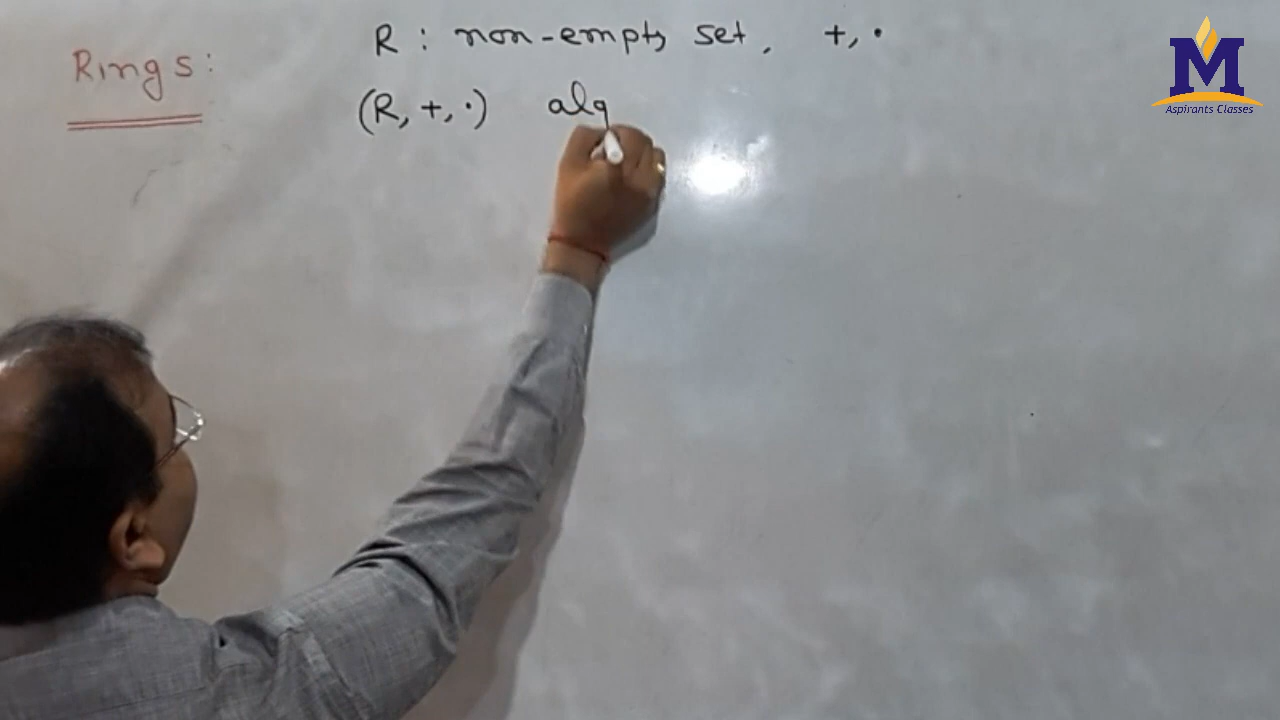 Rings:
R : non-empty set, +, ·
(R, +, ·) alg
M
Aspirants Classes